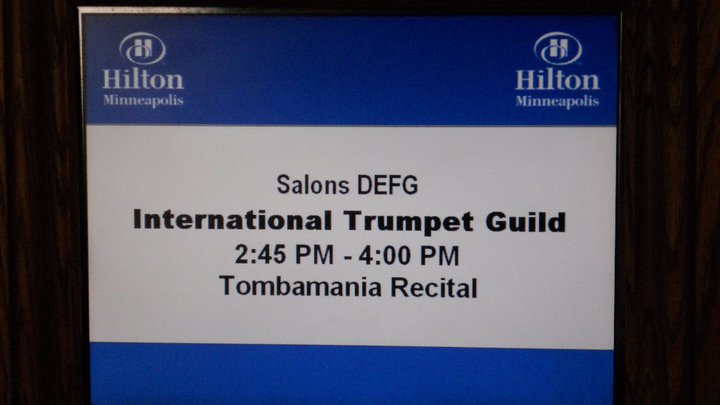 Hilton Hilton
Minneapolis Minneapolis
Salons DEFG
International Trumpet Guild
2:45 PM - 4:00 PM
Tombamania Recital